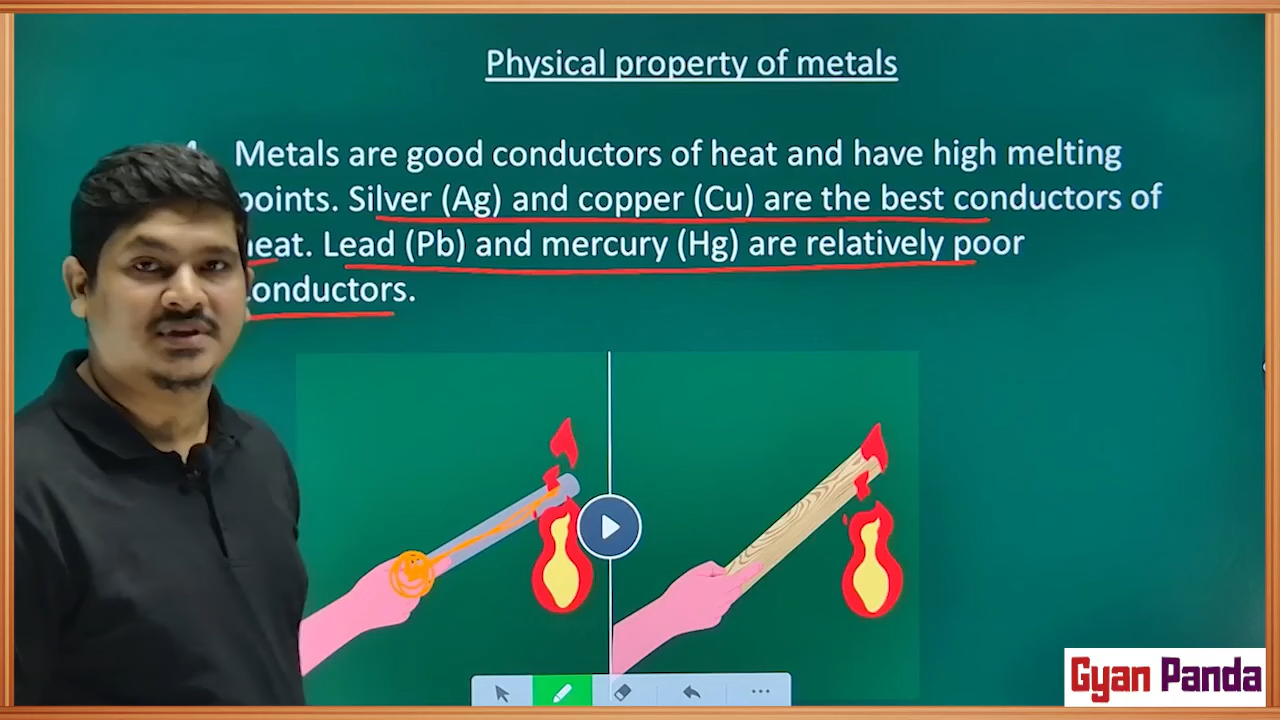 Physical property of metals
Metals are good conductors of heat and have high melting
points. Silver (Ag) and copper (Cu) are the best conductors of
heat. Lead (Pb) and mercury (Hg) are relatively poor
conductors.
Gyan Panda